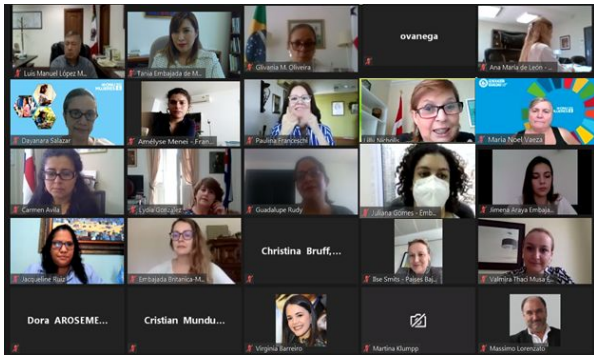 Luis Manuel López M...
Tania Embajada de M...
Glivania M. Oliveira
ovanega
Ana María de León - ...
Dayanara Salazar
Amélyse Menei - Fran...
Paulina Franceschi
Lilly Nicholls
Maria Noel Vaeza
Carmen Avila
Lydia González
Guadalupe Rudy
Juliana Gomes - Emb...
Jimena Araya Embaja...
Jacqueline Ruiz
Embajada Britanica-M...
Christina Bruff,...
Ilse Smits - Países Baj...
Valmira Thaci Musa E...
Dora AROSEME...
Cristian Mundu...
Virginia Barreiro
Martina Klumpp
Massimo Lorenzato